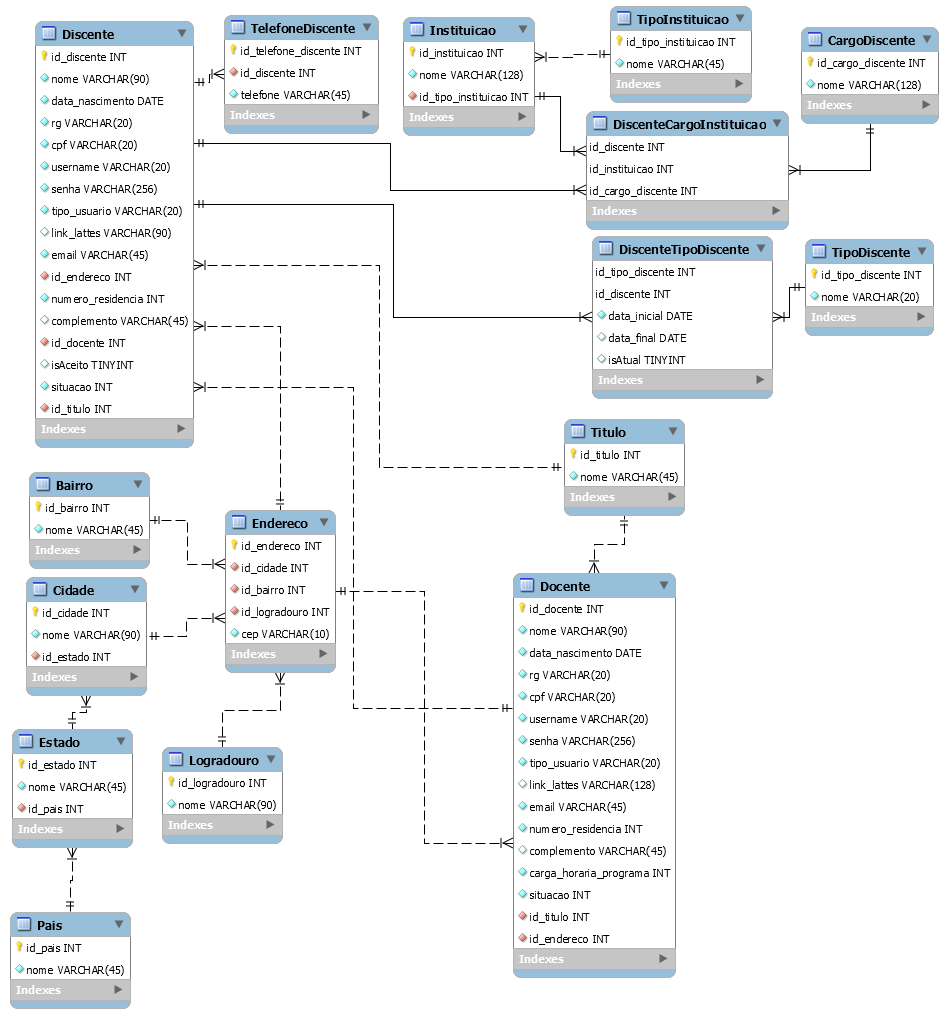 Discente
id_discente INT
nome VARCHAR(90)
data_nascimento DATE
rg VARCHAR(20)
cpf VARCHAR(20)
username VARCHAR(20)
senha VARCHAR(256)
tipo_usuario VARCHAR(20)
link_lattes VARCHAR(90)
email VARCHAR(45)
id_endereco INT
numero_residencia INT
complemento VARCHAR(45)
id_docente INT
isAceito TINYINT
situacao INT
id_titulo INT
Indexes
TelefoneDiscente
id_telefone_discente INT
id_discente INT
telefone VARCHAR(45)
Indexes
Instituicao
id_instituicao INT
nome VARCHAR(128)
id_tipo_instituicao INT
Indexes
TipoInstituicao
id_tipo_instituicao INT
nome VARCHAR(45)
Indexes
CargoDiscente
id_cargo_discente INT
nome VARCHAR(128)
Indexes
DiscenteCargoInstituicao
id_discente INT
id_instituicao INT
id_cargo_discente INT
Indexes
DiscenteTipoDiscente
id_tipo_discente INT
id_discente INT
data_inicial DATE
data_final DATE
isAtual TINYINT
Indexes
TipoDiscente
id_tipo_discente INT
nome VARCHAR(20)
Indexes
Titulo
id_titulo INT
nome VARCHAR(45)
Indexes
Bairro
id_bairro INT
nome VARCHAR(45)
Indexes
Endereco
id_endereco INT
id_cidade INT
id_bairro INT
id_logradouro INT
cep VARCHAR(10)
Indexes
Cidade
id_cidade INT
nome VARCHAR(90)
id_estado INT
Indexes
Docente
id_docente INT
nome VARCHAR(90)
data_nascimento DATE
rg VARCHAR(20)
cpf VARCHAR(20)
username VARCHAR(20)
senha VARCHAR(256)
tipo_usuario VARCHAR(20)
link_lattes VARCHAR(128)
email VARCHAR(45)
numero_residencia INT
complemento VARCHAR(45)
carga_horaria_programa INT
situacao INT
id_titulo INT
id_endereco INT
Indexes
Estado
id_estado INT
nome VARCHAR(45)
id_pais INT
Indexes
Logradouro
id_logradouro INT
nome VARCHAR(90)
Indexes
Pais
id_pais INT
nome VARCHAR(45)
Indexes